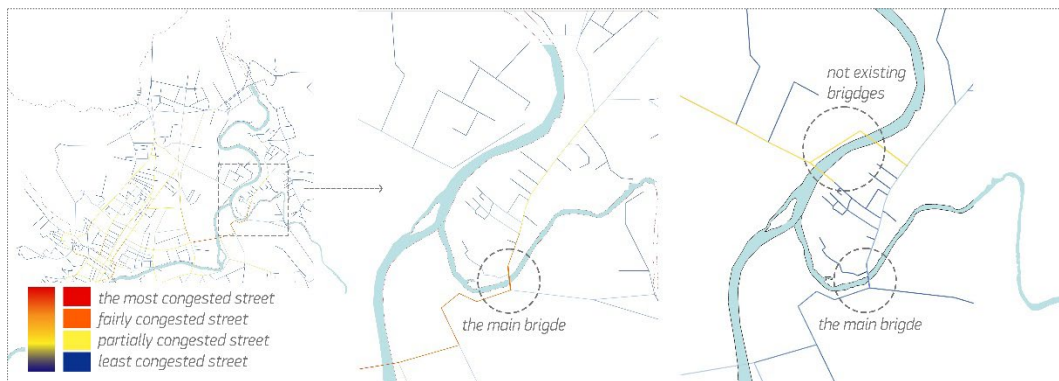 the most congested street
fairly congested street
partially congested street
least congested street
the main brigde
not existing
brigdges
the main brigde